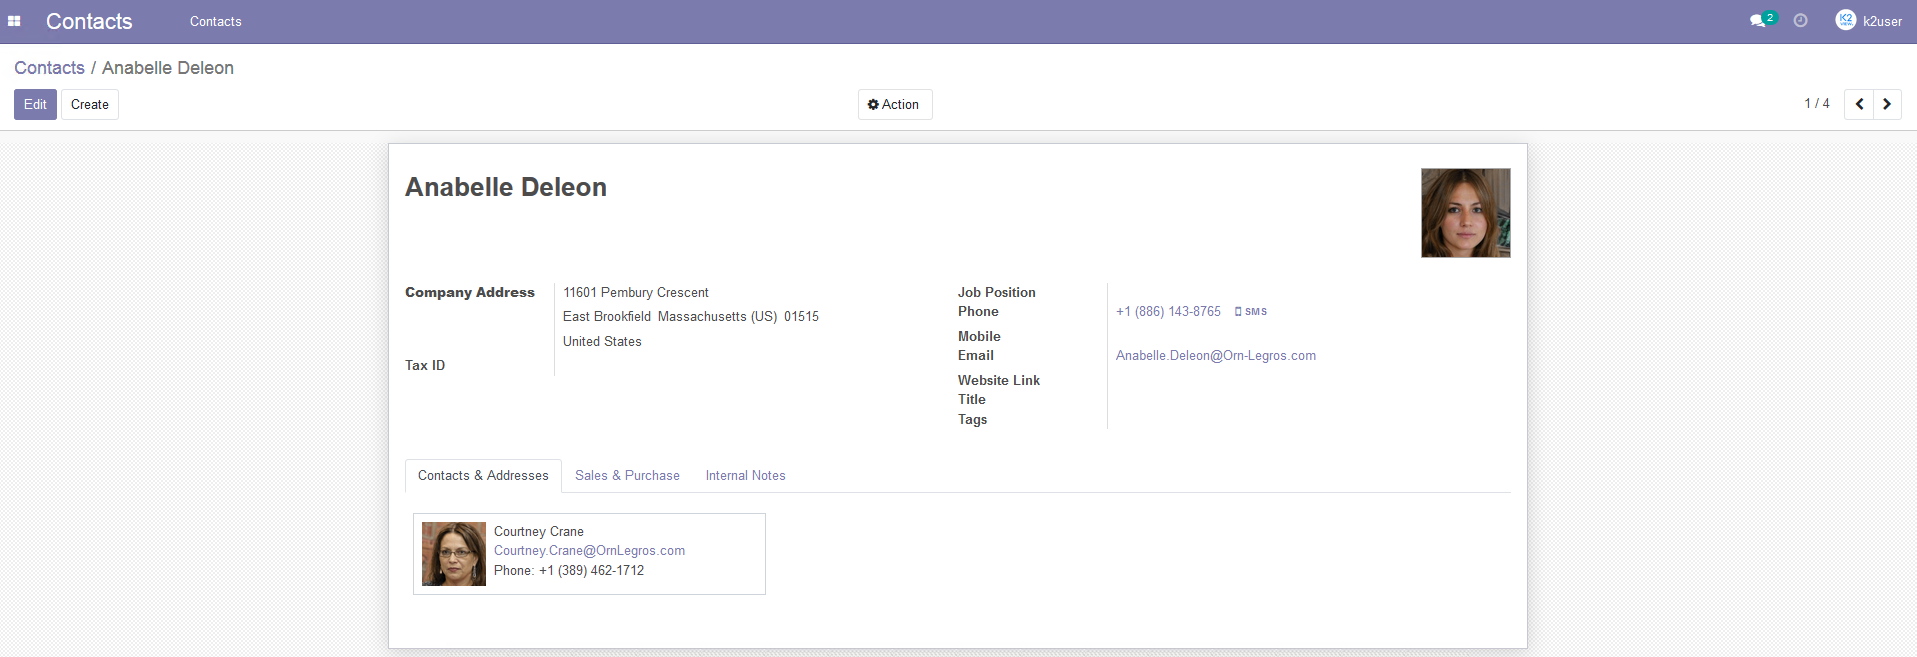 Contacts Contacts 2 K2 VIEW k2user
Contacts / Anabelle Deleon
Edit Create Action 1 / 4
Anabelle Deleon
Company Address 11601 Pembury Crescent
East Brookfield Massachusetts (US) 01515
United States
Tax ID
Job Position
Phone +1 (886) 143-8765 SMS
Mobile
Email Anabelle.Deleon@Orn-Legros.com
Website Link
Title
Tags
Contacts & Addresses Sales & Purchase Internal Notes
Courtney Crane
Courtney.Crane@OrnLegros.com
Phone: +1 (389) 462-1712